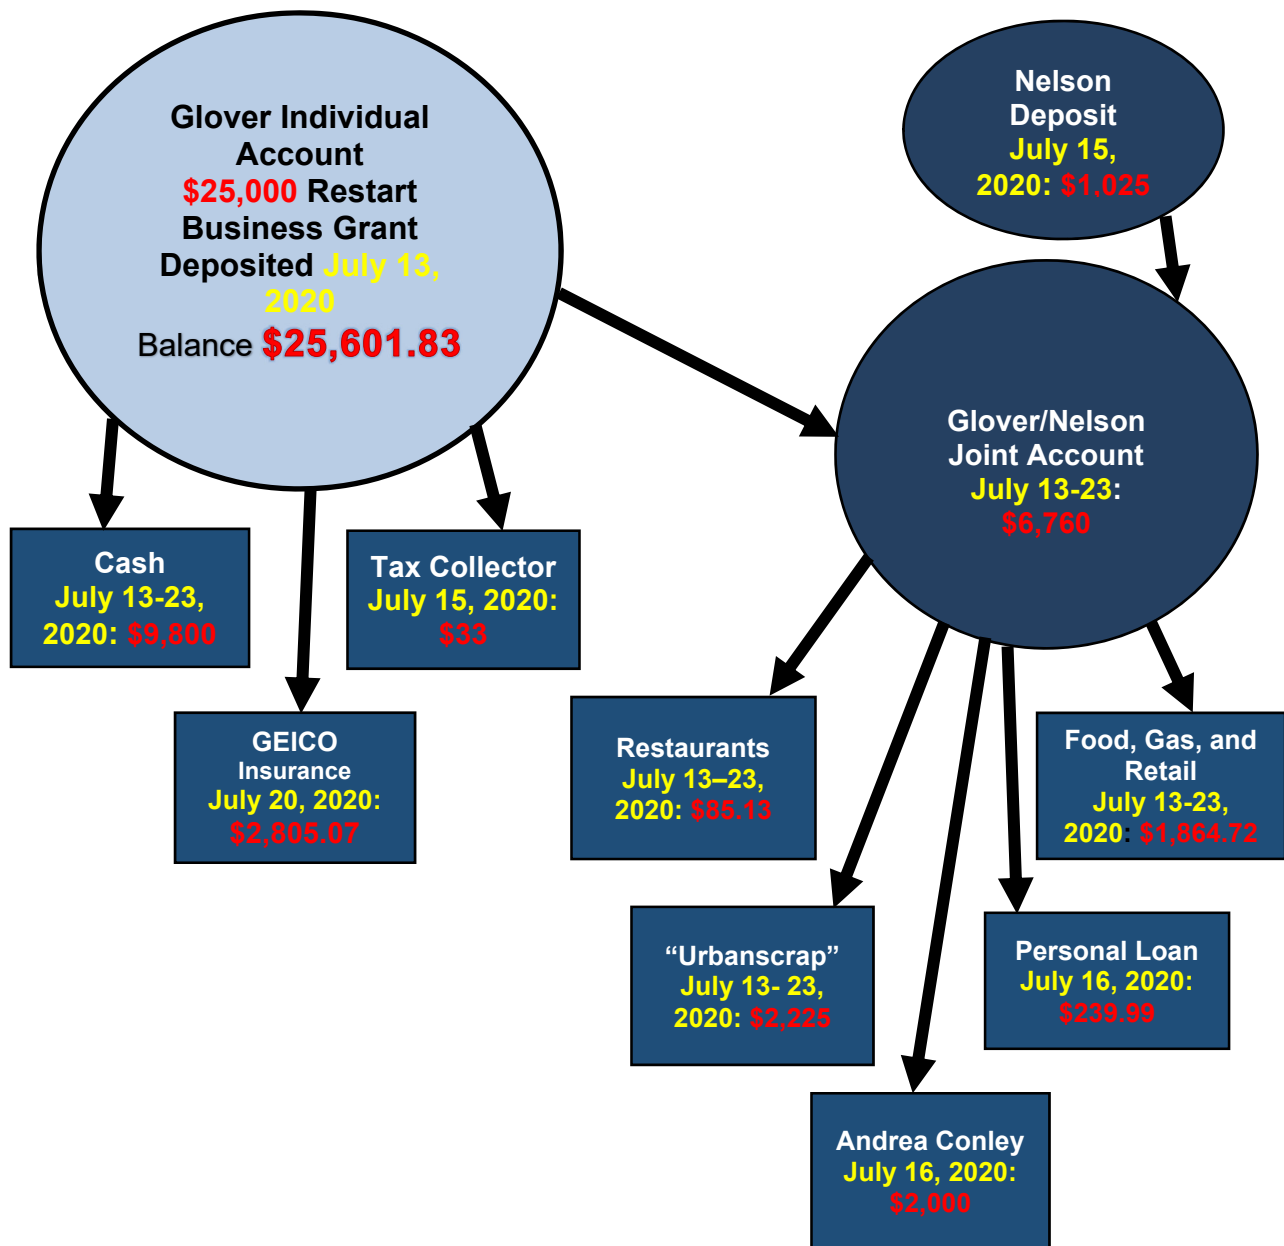 Glover Individual
Account
$25,000 Restart
Business Grant
Deposited July 13,
2020
Balance $25,601.83
Nelson
Deposit
July 15,
2020: $1,025
Glover/Nelson
Joint Account
July 13-23:
$6,760
Cash
July 13-23,
2020: $9,800
Tax Collector
July 15, 2020:
$33
GEICO
Insurance
July 20, 2020:
$2,805.07
Restaurants
July 13–23,
2020: $85.13
Food, Gas, and
Retail
July 13-23,
2020: $1,864.72
“Urbanscrap”
July 13- 23,
2020: $2,225
Personal Loan
July 16, 2020:
$239.99
Andrea Conley
July 16, 2020:
$2,000